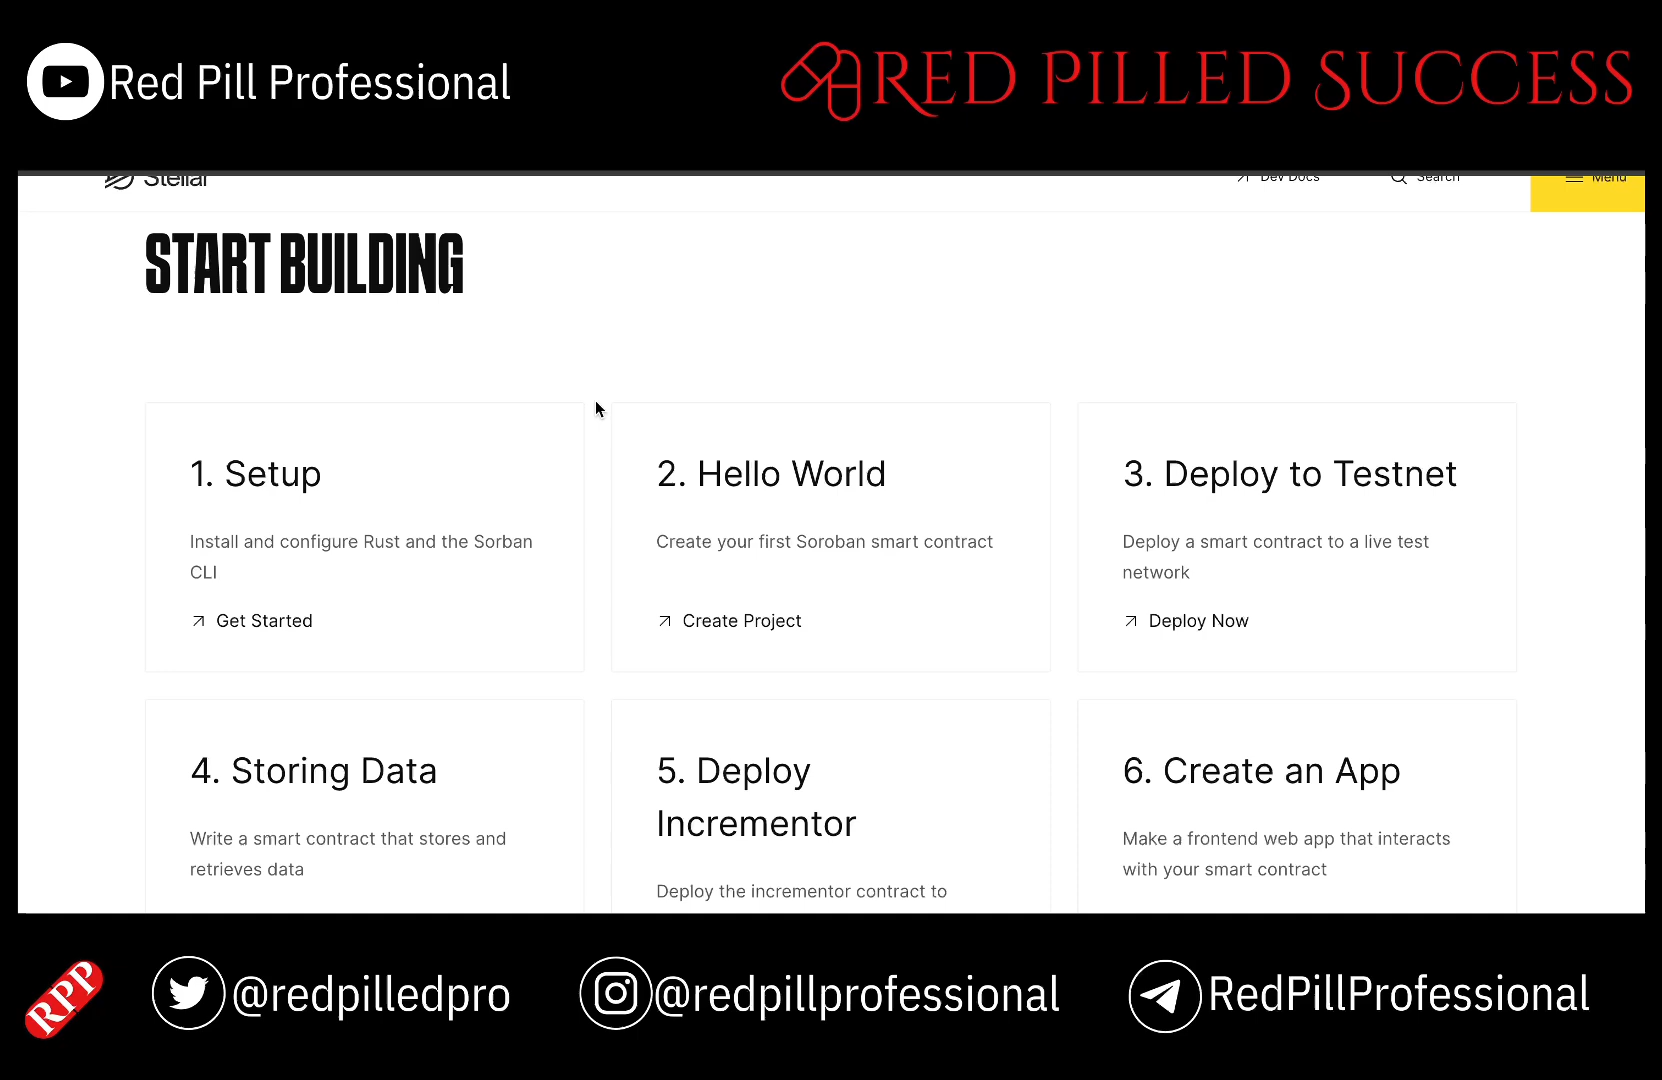 Red Pill Professional
RED PILLED SUCCESS
Stellar
Dev Docs
Search
Menu
START BUILDING
1. Setup
Install and configure Rust and the Sorban
CLI
Get Started
2. Hello World
Create your first Soroban smart contract
Create Project
3. Deploy to Testnet
Deploy a smart contract to a live test
network
Deploy Now
4. Storing Data
Write a smart contract that stores and
retrieves data
5. Deploy
Incrementor
Deploy the incrementor contract to
6. Create an App
Make a frontend web app that interacts
with your smart contract
RPP
@redpilledpro
@redpillprofessional
RedPillProfessional